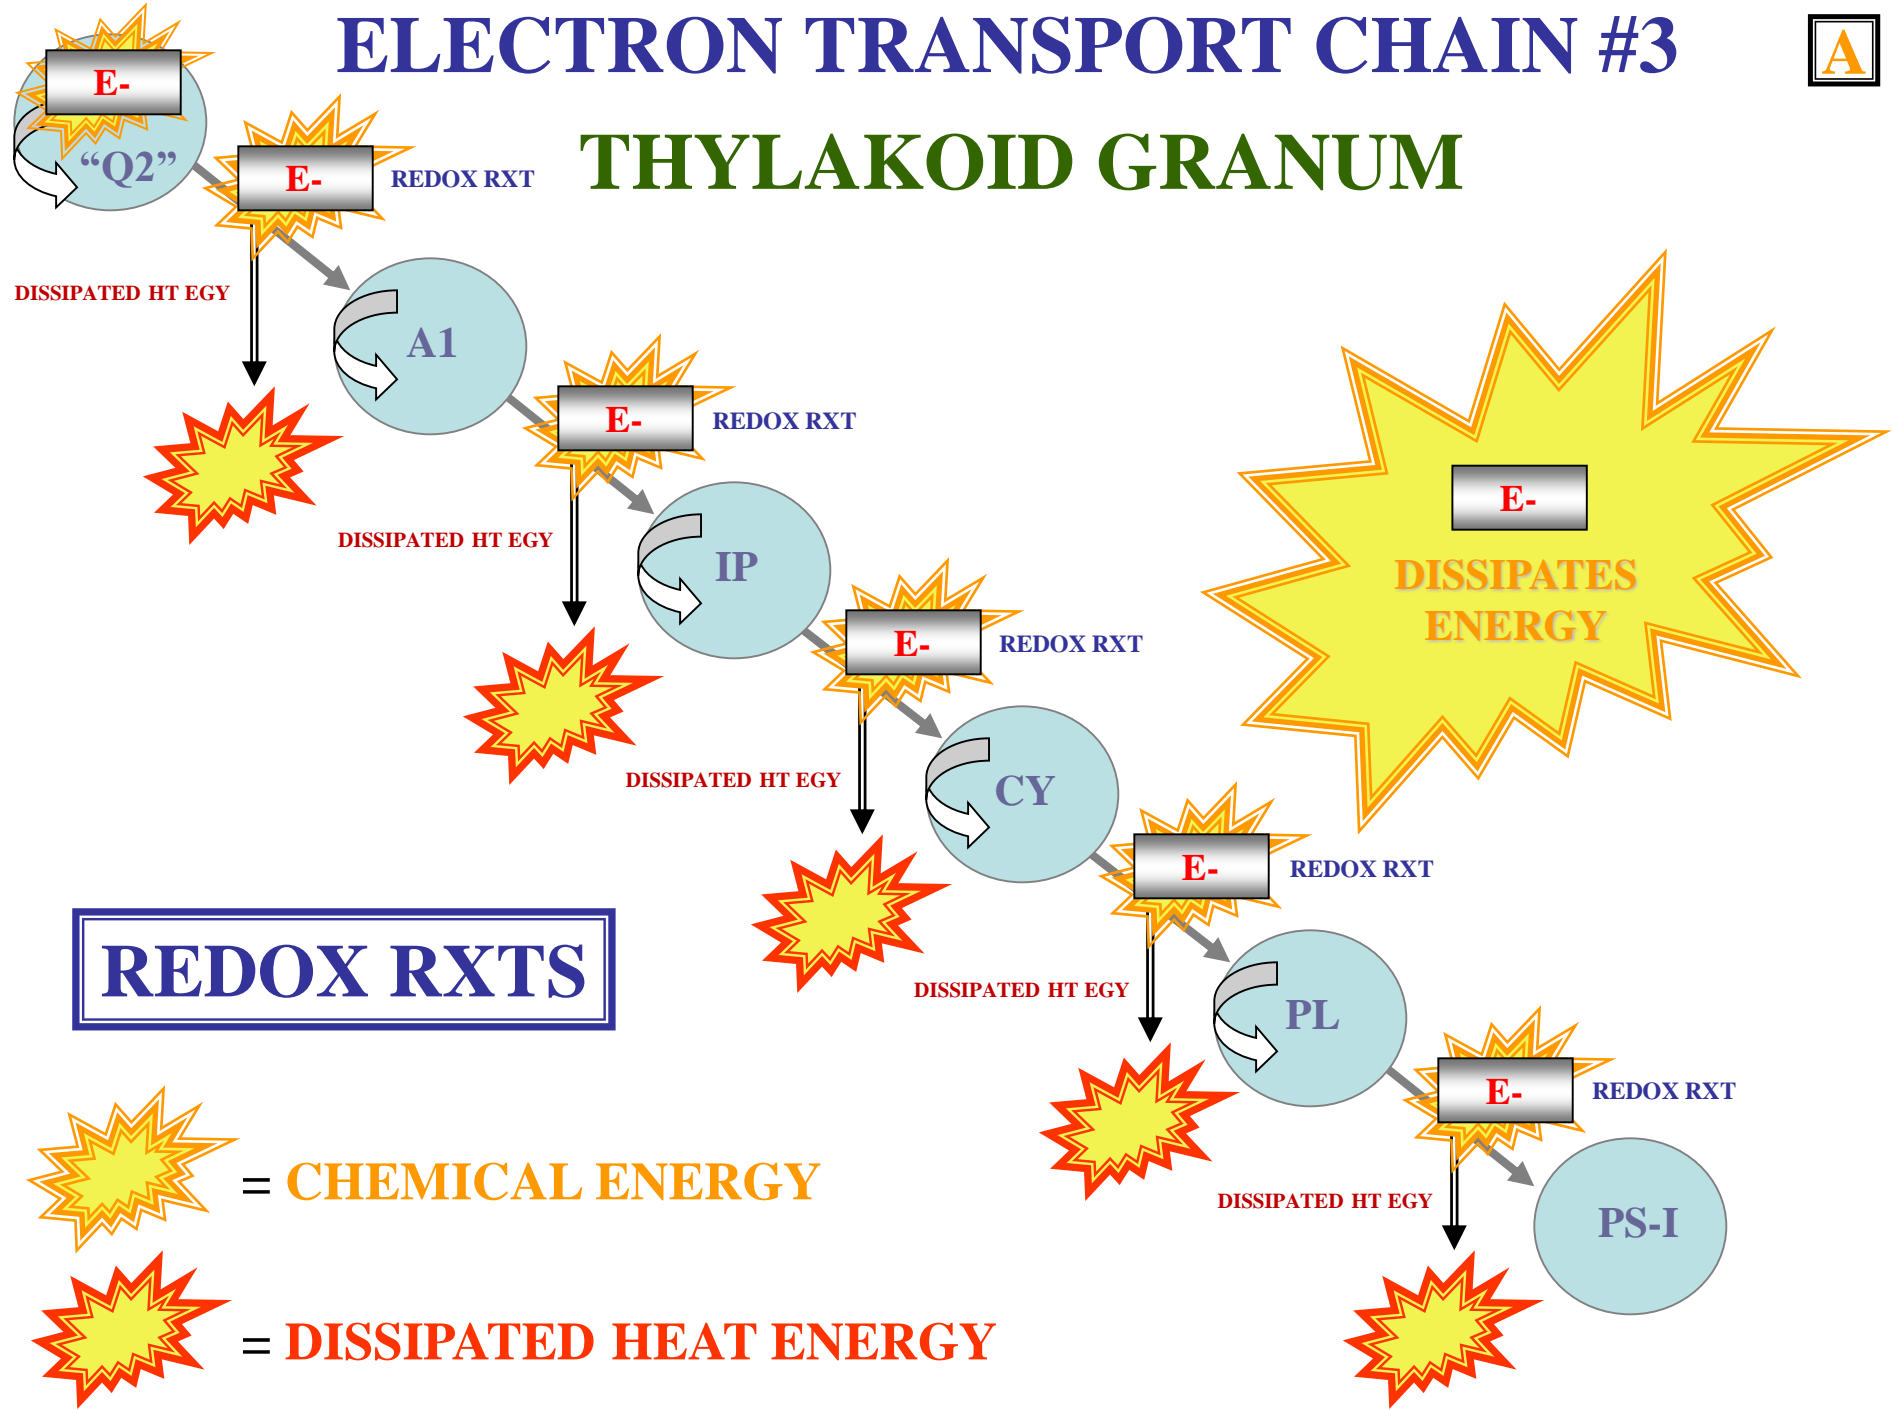 ELECTRON TRANSPORT CHAIN #3
A
THYLAKOID GRANUM
E-
“Q2”
E-
REDOX RXT
DISSIPATED HT EGY
A1
E-
REDOX RXT
DISSIPATED HT EGY
IP
E-
REDOX RXT
DISSIPATED HT EGY
CY
E-
REDOX RXT
DISSIPATED HT EGY
PL
E-
REDOX RXT
DISSIPATED HT EGY
PS-I
E-
DISSIPATES
ENERGY
REDOX RXTS
= CHEMICAL ENERGY
= DISSIPATED HEAT ENERGY